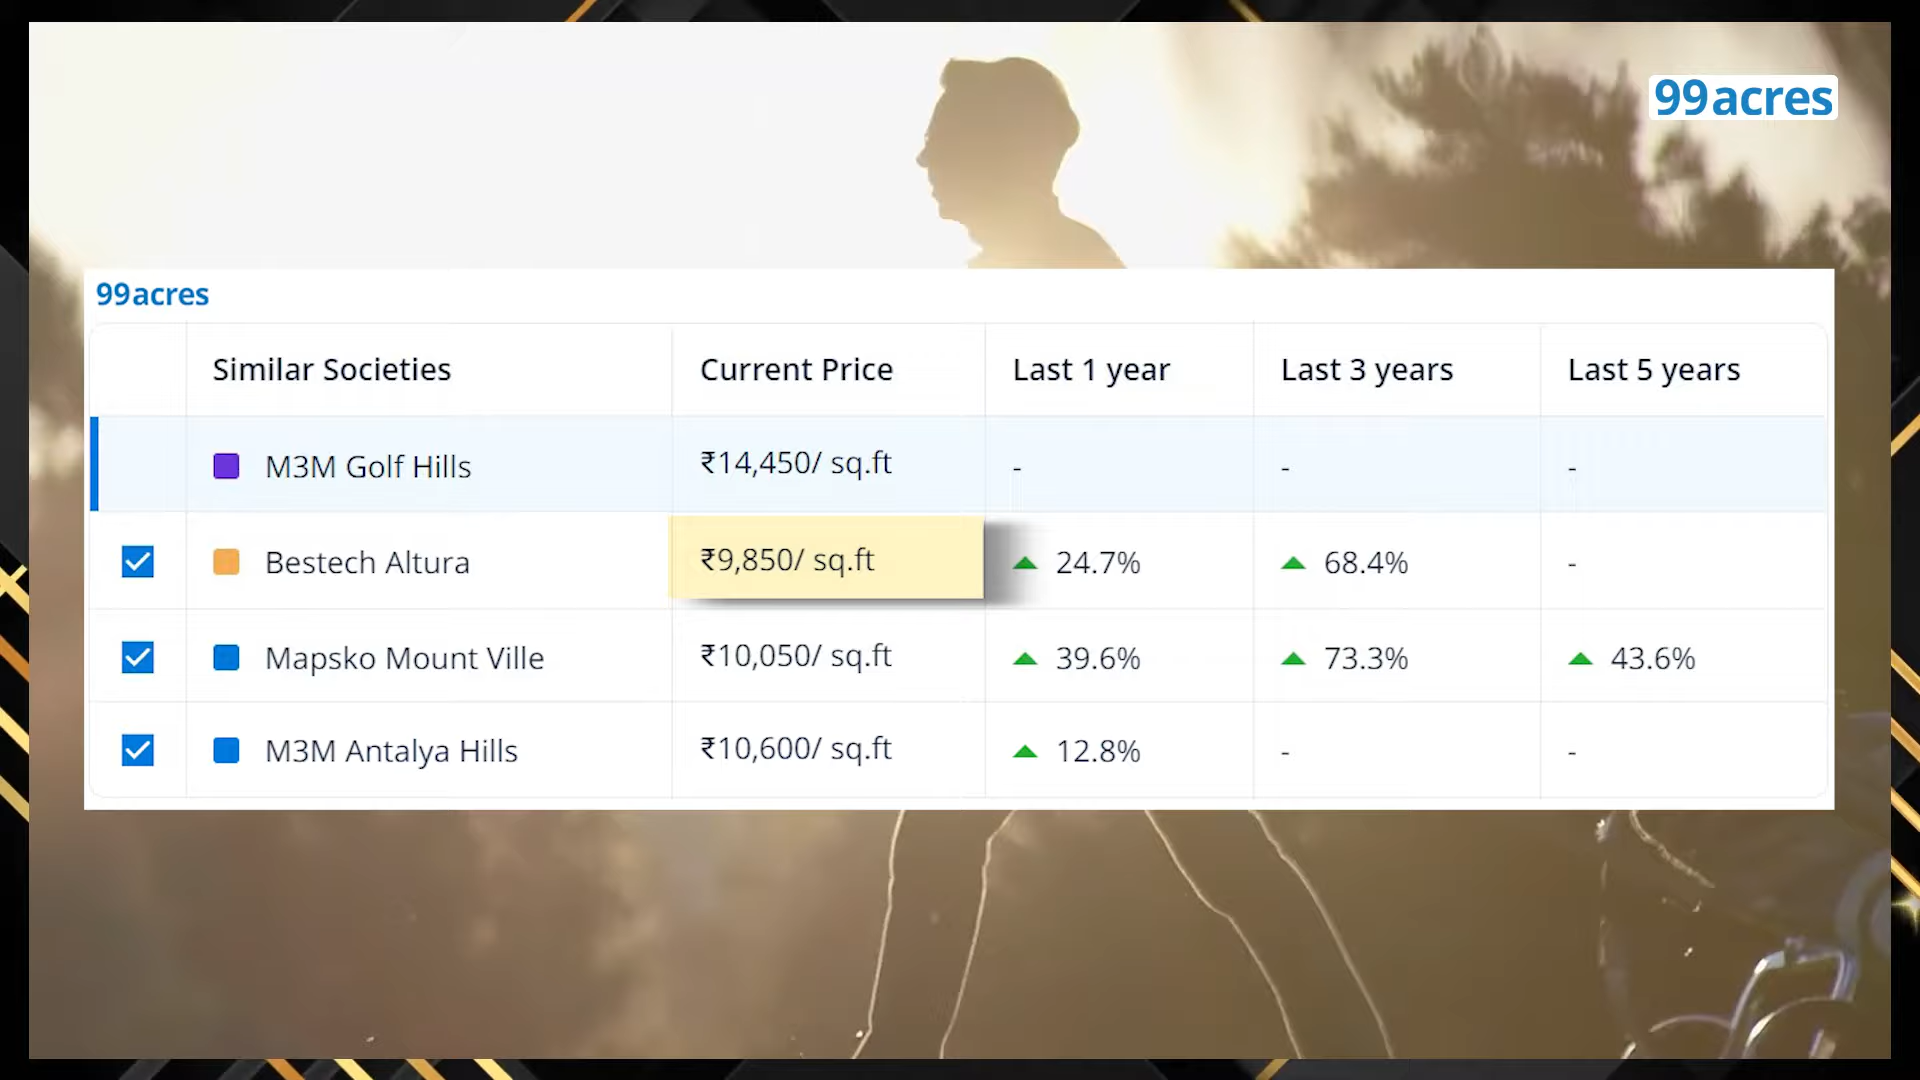 99acres
99acres
Similar Societies Current Price Last 1 year Last 3 years Last 5 years
M3M Golf Hills ₹14,450/ sq.ft - - -
Bestech Altura ₹9,850/ sq.ft 24.7% 68.4% -
Mapsko Mount Ville ₹10,050/ sq.ft 39.6% 73.3% 43.6%
M3M Antalya Hills ₹10,600/ sq.ft 12.8% - -